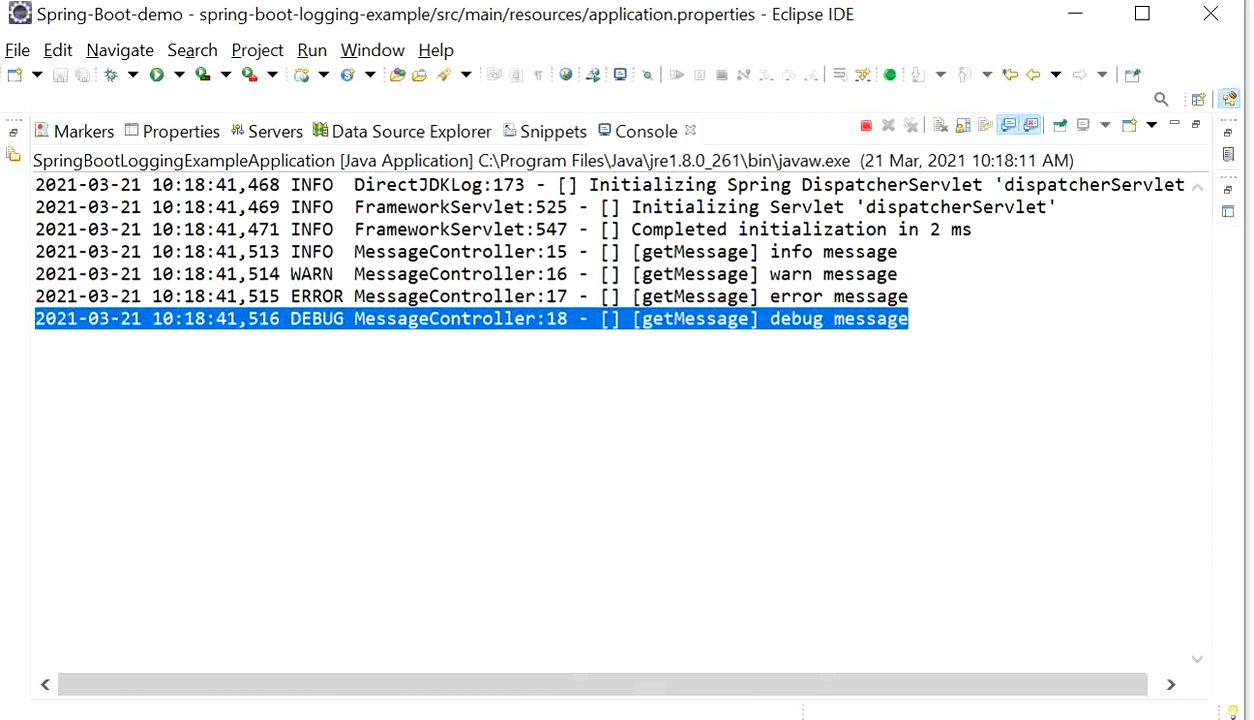 Spring-Boot-demo - spring-boot-logging-example/src/main/resources/application.properties - Eclipse IDE
File Edit Navigate Search Project Run Window Help
Markers Properties Servers Data Source Explorer Snippets Console
SpringBootLoggingExampleApplication [Java Application] C:\Program Files\Java\jre1.8.0_261\bin\javaw.exe (21 Mar, 2021 10:18:11 AM)
2021-03-21 10:18:41,468 INFO  DirectJDKLog:173 - [] Initializing Spring DispatcherServlet 'dispatcherServlet
2021-03-21 10:18:41,469 INFO  FrameworkServlet:525 - [] Initializing Servlet 'dispatcherServlet'
2021-03-21 10:18:41,471 INFO  FrameworkServlet:547 - [] Completed initialization in 2 ms
2021-03-21 10:18:41,513 INFO  MessageController:15 - [] [getMessage] info message
2021-03-21 10:18:41,514 WARN  MessageController:16 - [] [getMessage] warn message
2021-03-21 10:18:41,515 ERROR MessageController:17 - [] [getMessage] error message
2021-03-21 10:18:41,516 DEBUG MessageController:18 - [] [getMessage] debug message